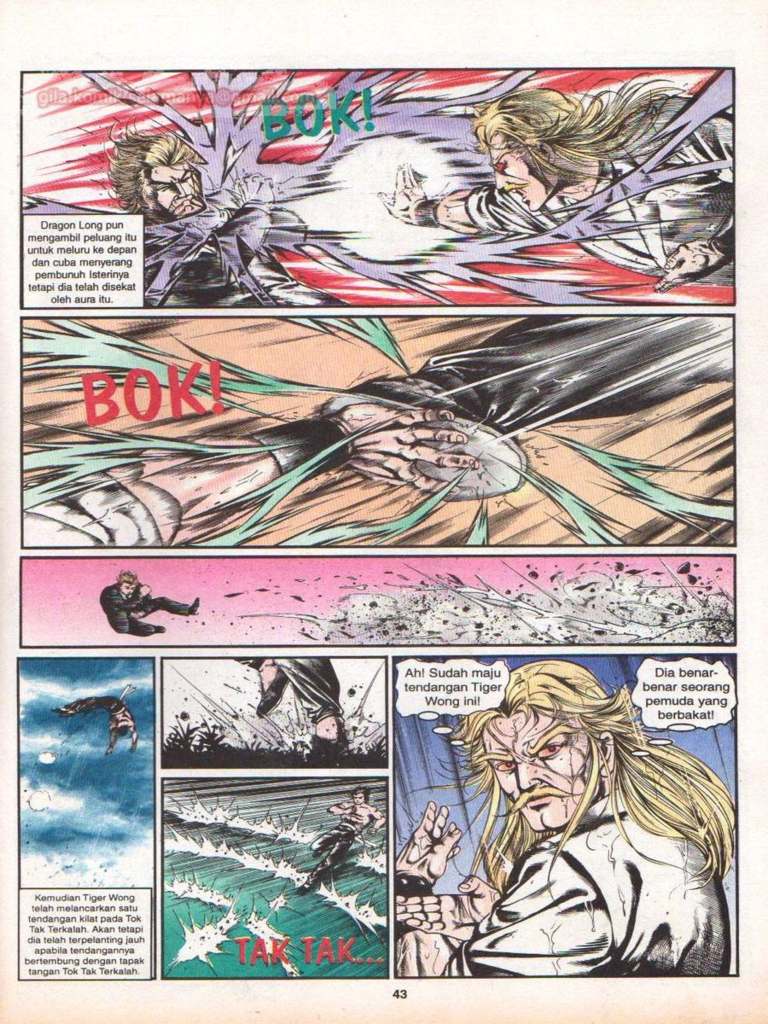 BOK!
Dragon Long pun
mengambil peluang itu
untuk meluru ke depan
dan cuba menyerang
pembunuh Isterinya
tetapi dia telah disekat
oleh aura itu.
BOK!
Ah! Sudah maju
tendangan Tiger
Wong ini!
Dia benar-
benar seorang
pemuda yang
berbakat!
Kemudian Tiger Wong
telah melancarkan satu
tendangan kilat pada Tok
Tak Terkalah. Akan tetapi
dia telah terpelanting jauh
apabila tendangannya
bertembung dengan tapak
tangan Tok Tak Terkalah.
TAK TAK...
43